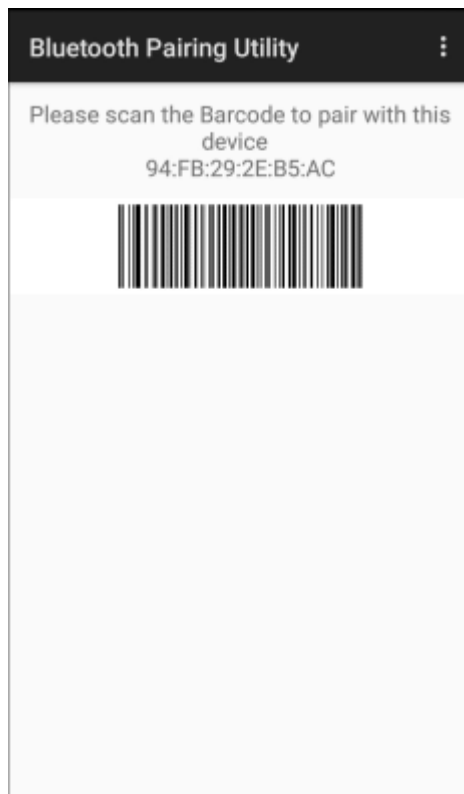 Bluetooth Pairing Utility
Please scan the Barcode to pair with this
device
94:FB:29:2E:B5:AC